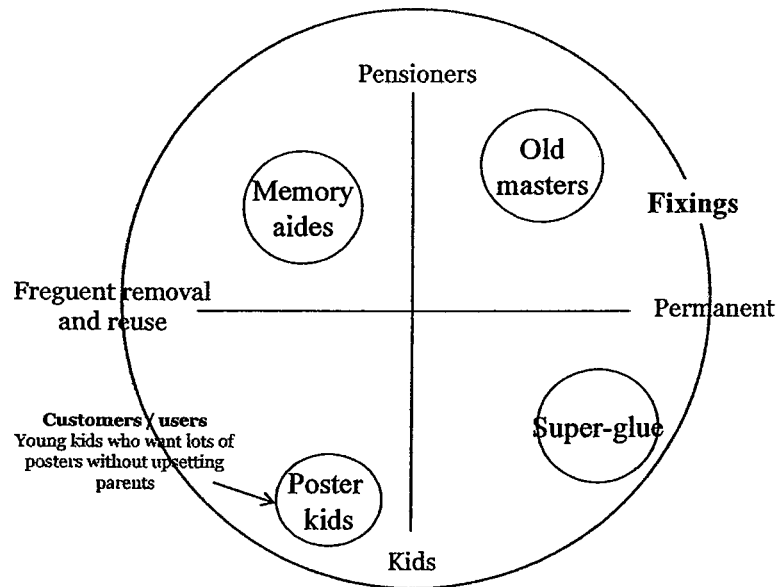 Pensioners
Old
masters
Memory
aides
Fixings
Freguent removal
and reuse
Permanent
Customers / users
Young kids who want lots of
posters without upsetting
parents
Super-glue
Poster
kids
Kids